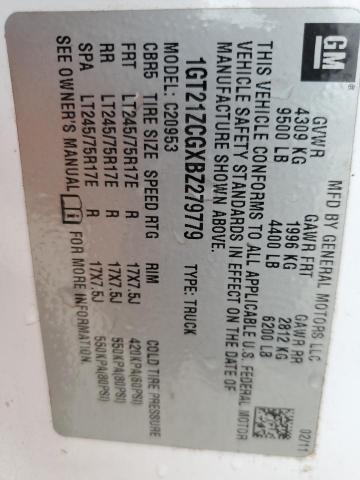 GM
MFD BY GENERAL MOTORS LLC
02/11
GVWR GAWR FRT GAWR RR
4309 KG 1996 KG 2812 KG
9500 LB 4400 LB 6200 LB
THIS VEHICLE CONFORMS TO ALL APPLICABLE U.S. FEDERAL MOTOR
VEHICLE SAFETY STANDARDS IN EFFECT ON THE DATE OF
MANUFACTURE SHOWN ABOVE.
1GT21ZCGXBZ279779 TYPE: TRUCK
MODEL: C20953
CBR5 TIRE SIZE SPEED RTG RIM COLD TIRE PRESSURE
FRT LT245/75R17E R 17X7.5J 420KPA(60PSI)
RR LT245/75R17E R 17X7.5J 550KPA(80PSI)
SPA LT245/75R17E R 17X7.5J 550KPA(80PSI)
SEE OWNER'S MANUAL FOR MORE INFORMATION